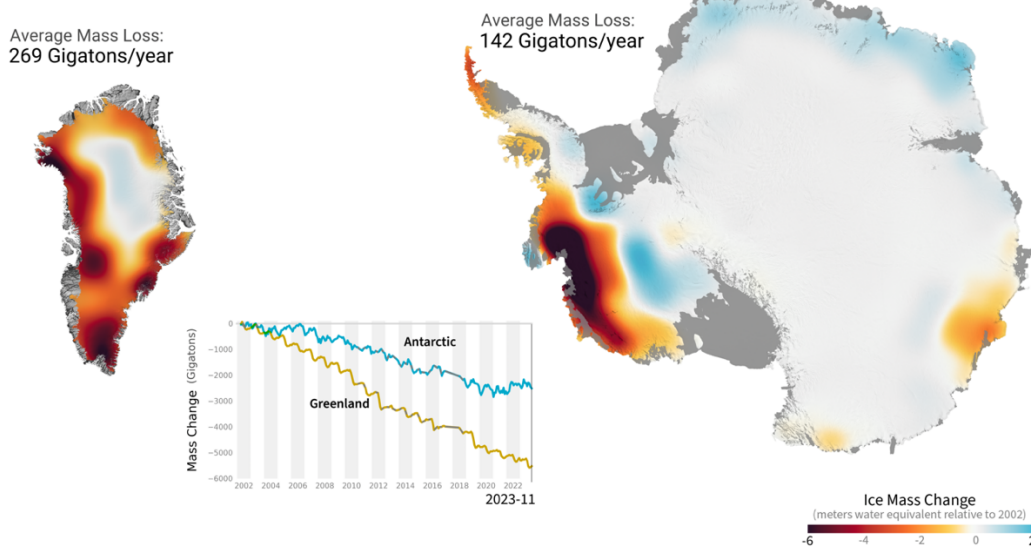 Average Mass Loss:
269 Gigatons/year
Average Mass Loss:
142 Gigatons/year
Mass Change (Gigatons)
0
−1000
−2000
−3000
−4000
−5000
−6000
Antarctic
Greenland
2002 2004 2006 2008 2010 2012 2014 2016 2018 2020 2022
2023-11
Ice Mass Change
(meters water equivalent relative to 2002)
-6 -4 -2 0